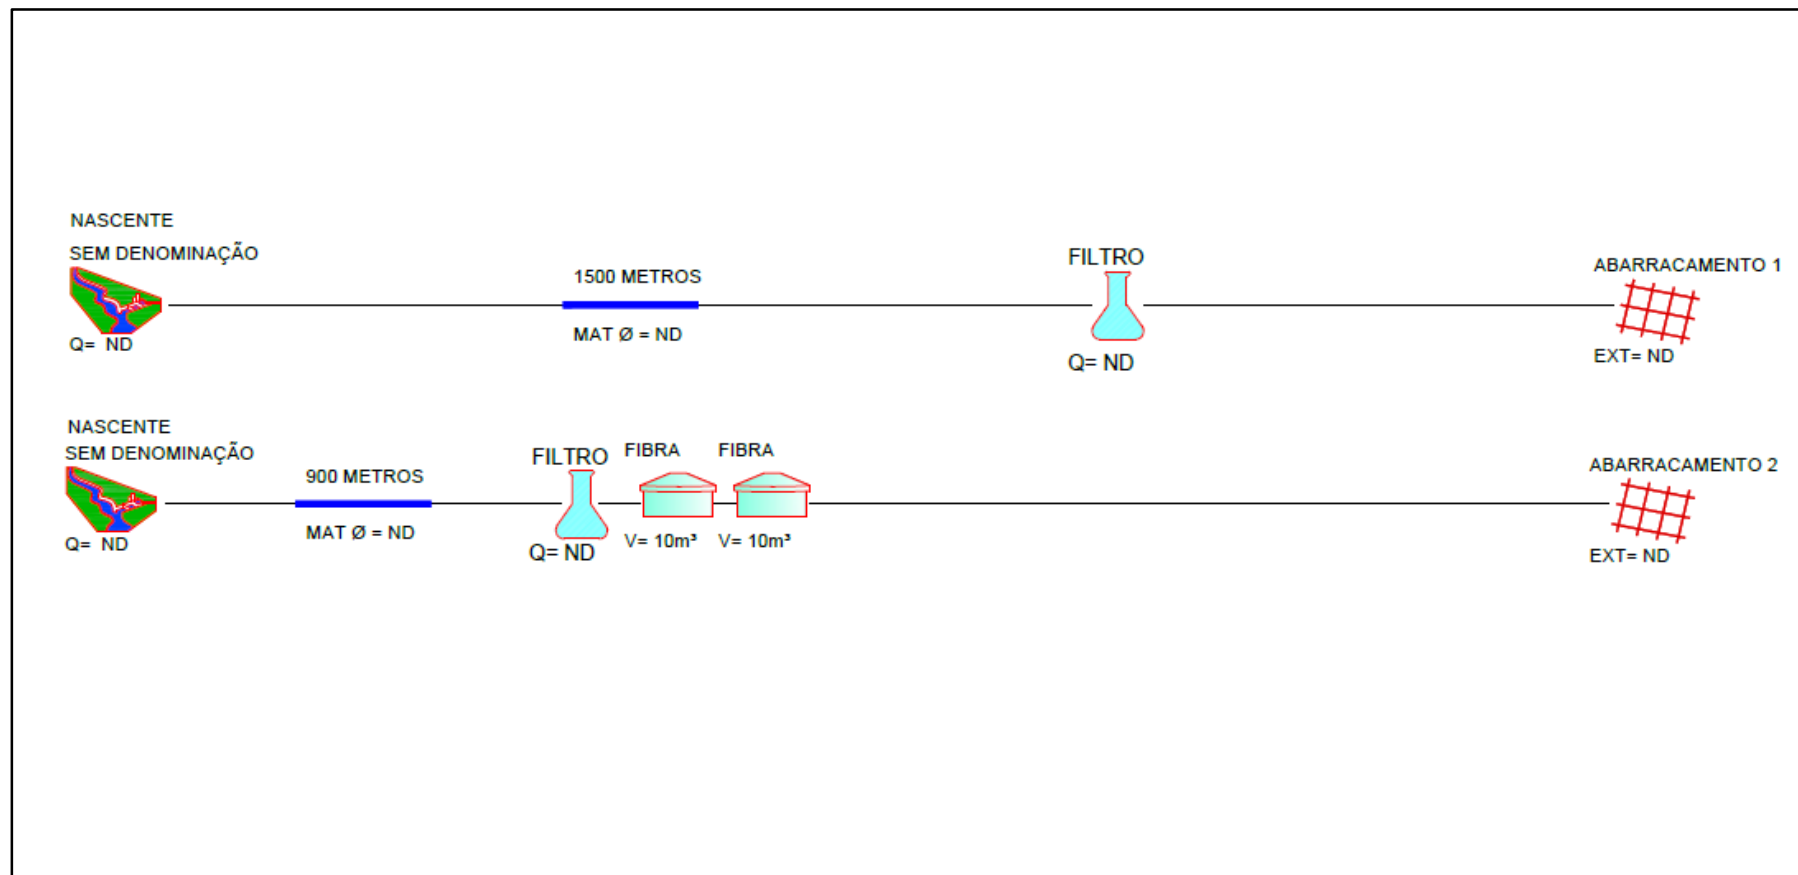 NASCENTE
SEM DENOMINAÇÃO
Q= ND
1500 METROS
MAT Ø = ND
FILTRO
Q= ND
ABARRACAMENTO 1
EXT= ND
NASCENTE
SEM DENOMINAÇÃO
Q= ND
900 METROS
MAT Ø = ND
FILTRO
Q= ND
FIBRA
V= 10m³
FIBRA
V= 10m³
ABARRACAMENTO 2
EXT= ND